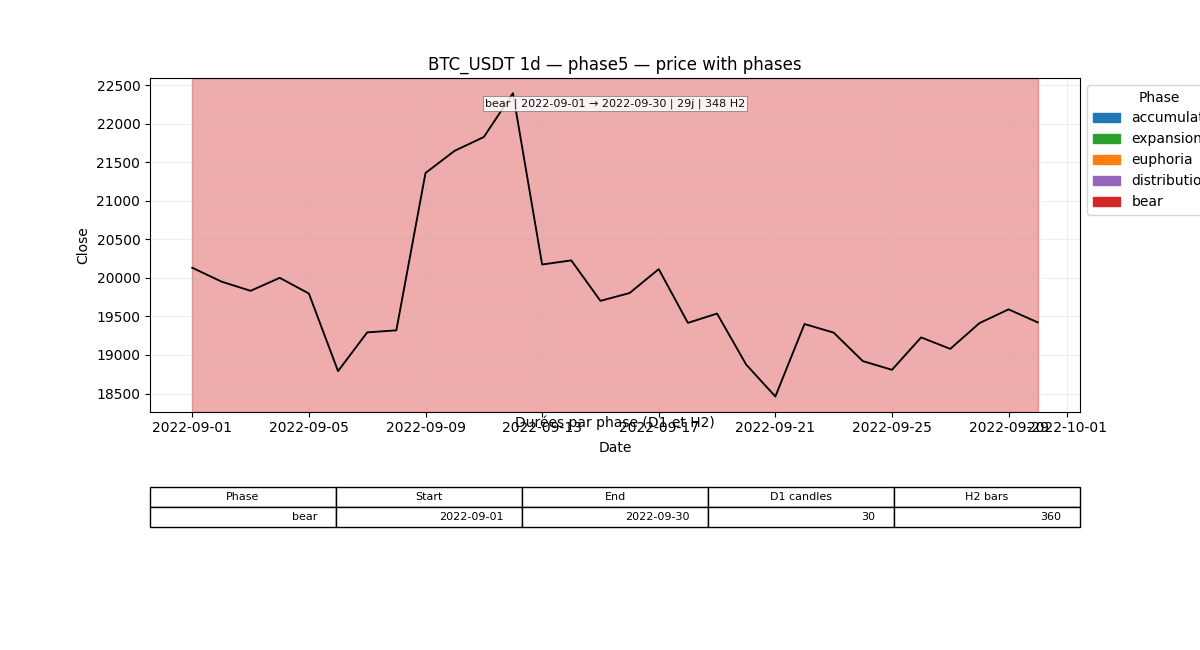 BTC_USDT 1d — phase5 — price with phases
22500
22000
21500
21000
20500
20000
19500
19000
18500
Close
bear | 2022-09-01 → 2022-09-30 | 29j | 348 H2
Phase
accumulat
expansion
euphoria
distributio
bear
Durées par phase (D1 et H2)
2022-09-01 2022-09-05 2022-09-09 2022-09-13 2022-09-17 2022-09-21 2022-09-25 2022-09-29 2022-10-01
Date
Phase Start End D1 candles H2 bars
bear 2022-09-01 2022-09-30 30 360